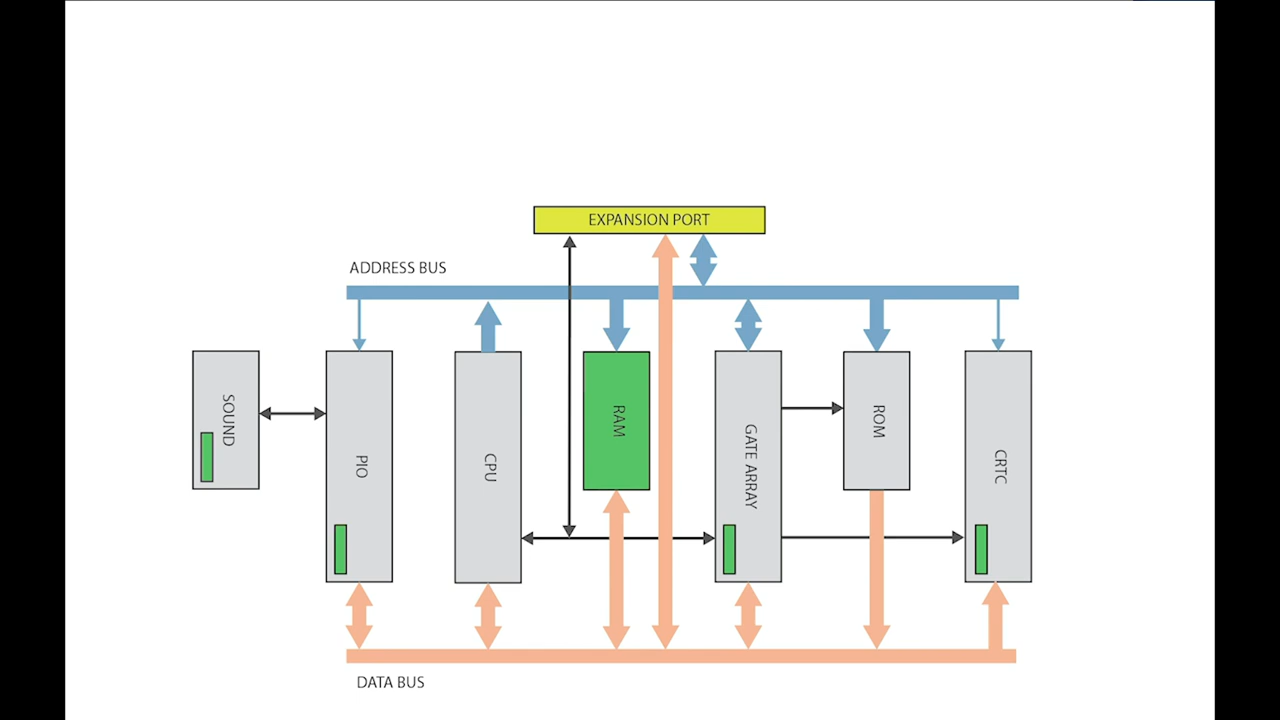 EXPANSION PORT
ADDRESS BUS
SOUND
PIO
CPU
RAM
GATE ARRAY
ROM
CRTC
DATA BUS